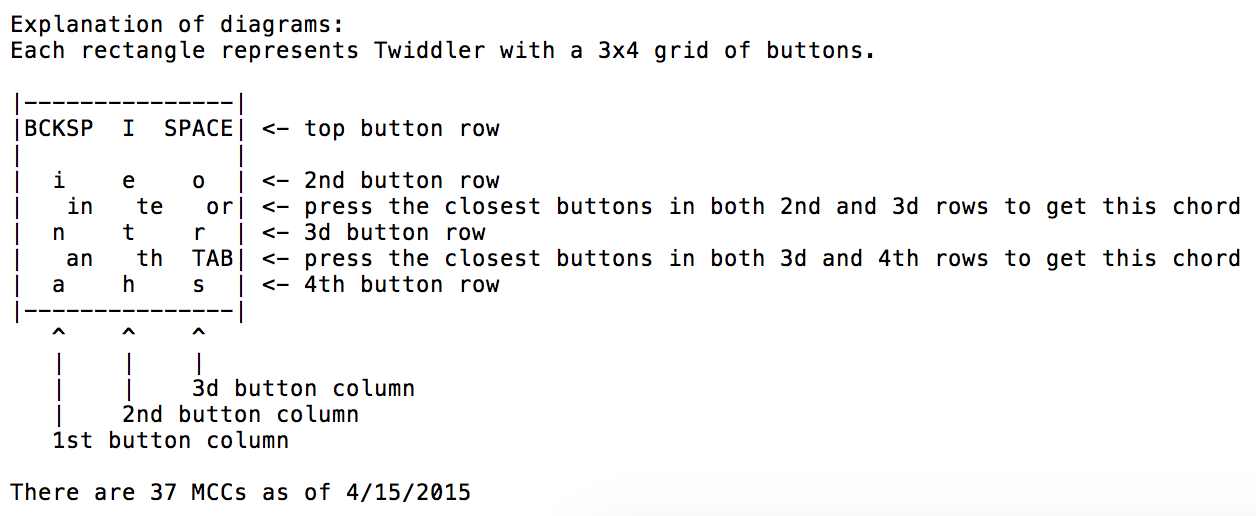 Explanation of diagrams:
Each rectangle represents Twiddler with a 3x4 grid of buttons.

|---------------|
|BCKSP  I  SPACE| <- top button row
|               |
|  i    e    o  | <- 2nd button row
|   in   te   or| <- press the closest buttons in both 2nd and 3d rows to get this chord
|  n    t    r  | <- 3d button row
|   an   th  TAB| <- press the closest buttons in both 3d and 4th rows to get this chord
|  a    h    s  | <- 4th button row
|---------------|
   ^    ^    ^
   |    |    |
   |    |    3d button column
   |    2nd button column
   1st button column

There are 37 MCCs as of 4/15/2015